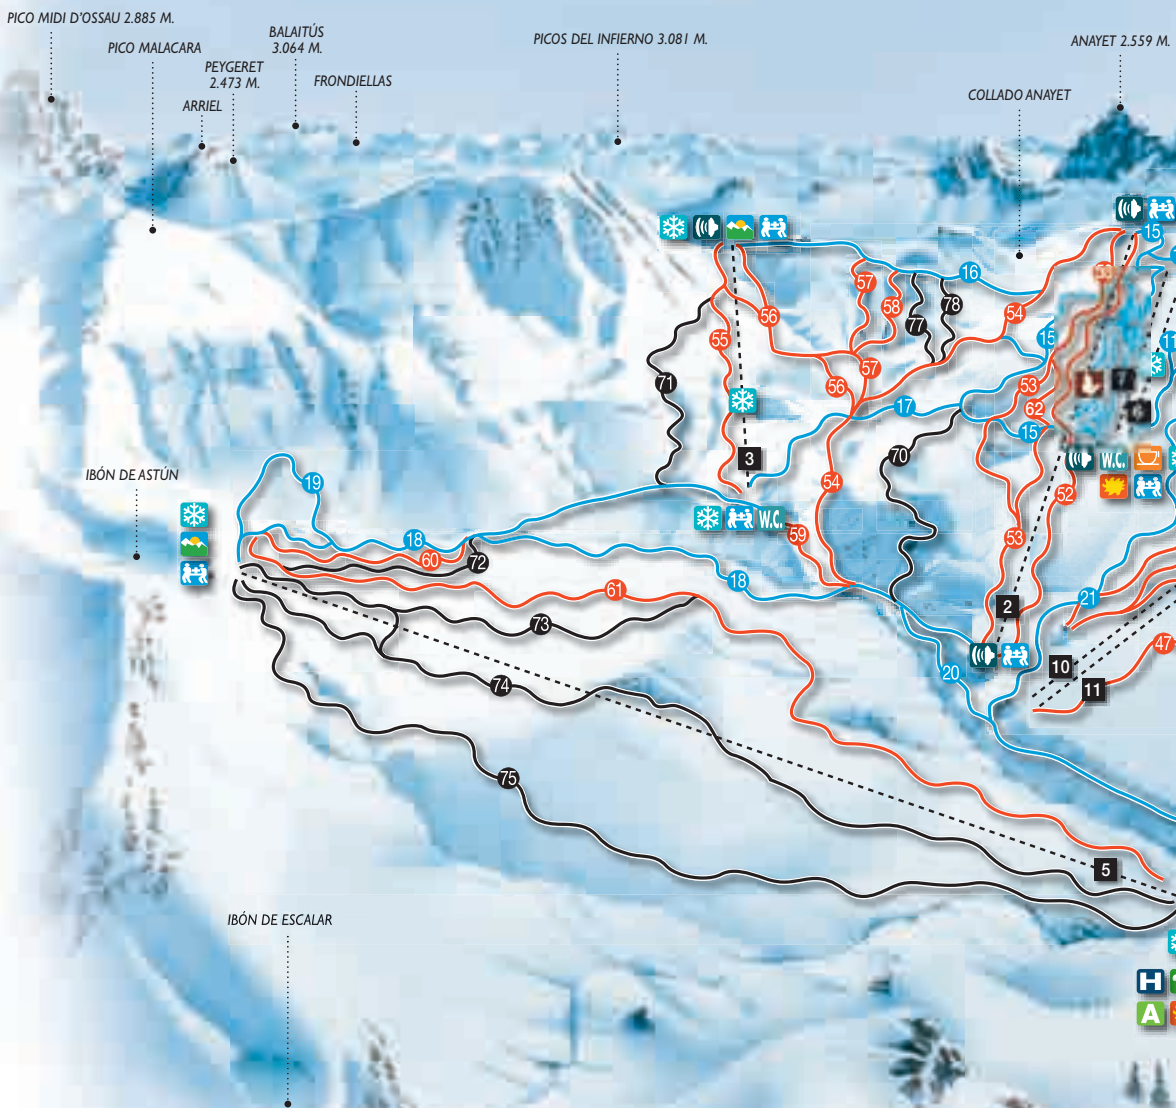 PICO MIDI D'OSSAU 2.885 M.
PICO MALACARA
BALAITÚS
3.064 M.
PEYGERET
2.473 M.
ARRIEL
FRONDIELLAS
PICOS DEL INFIERNO 3.081 M.
ANAYET 2.559 M.
COLLADO ANAYET
15
16
57
58
78
54
56
77
55
15
11
57
71
56
53
17
62
15
70
3
W.C.
IBÓN DE ASTÚN
19
54
52
W.C.
59
53
18
60
72
18
61
21
2
73
47
10
20
11
74
75
5
IBÓN DE ESCALAR
H
A